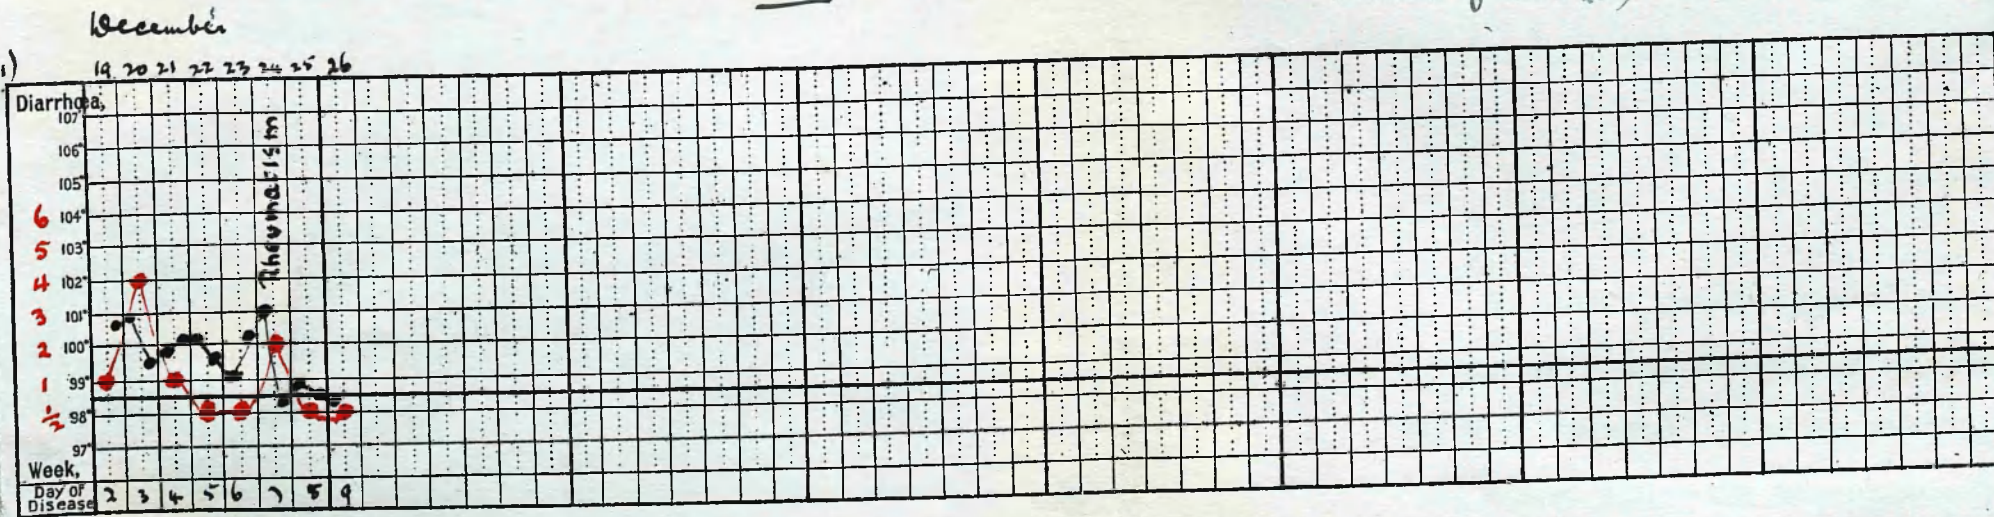 December
1)
19 20 21 22 23 24 25 26
Diarrhœa,
107°
106°
105°
6 104°
5 103°
4 102°
3 101°
2 100°
1 99°
½ 98°
97°
Rheumatism
Week,
Day of Disease 2 3 4 5 6 7 8 9